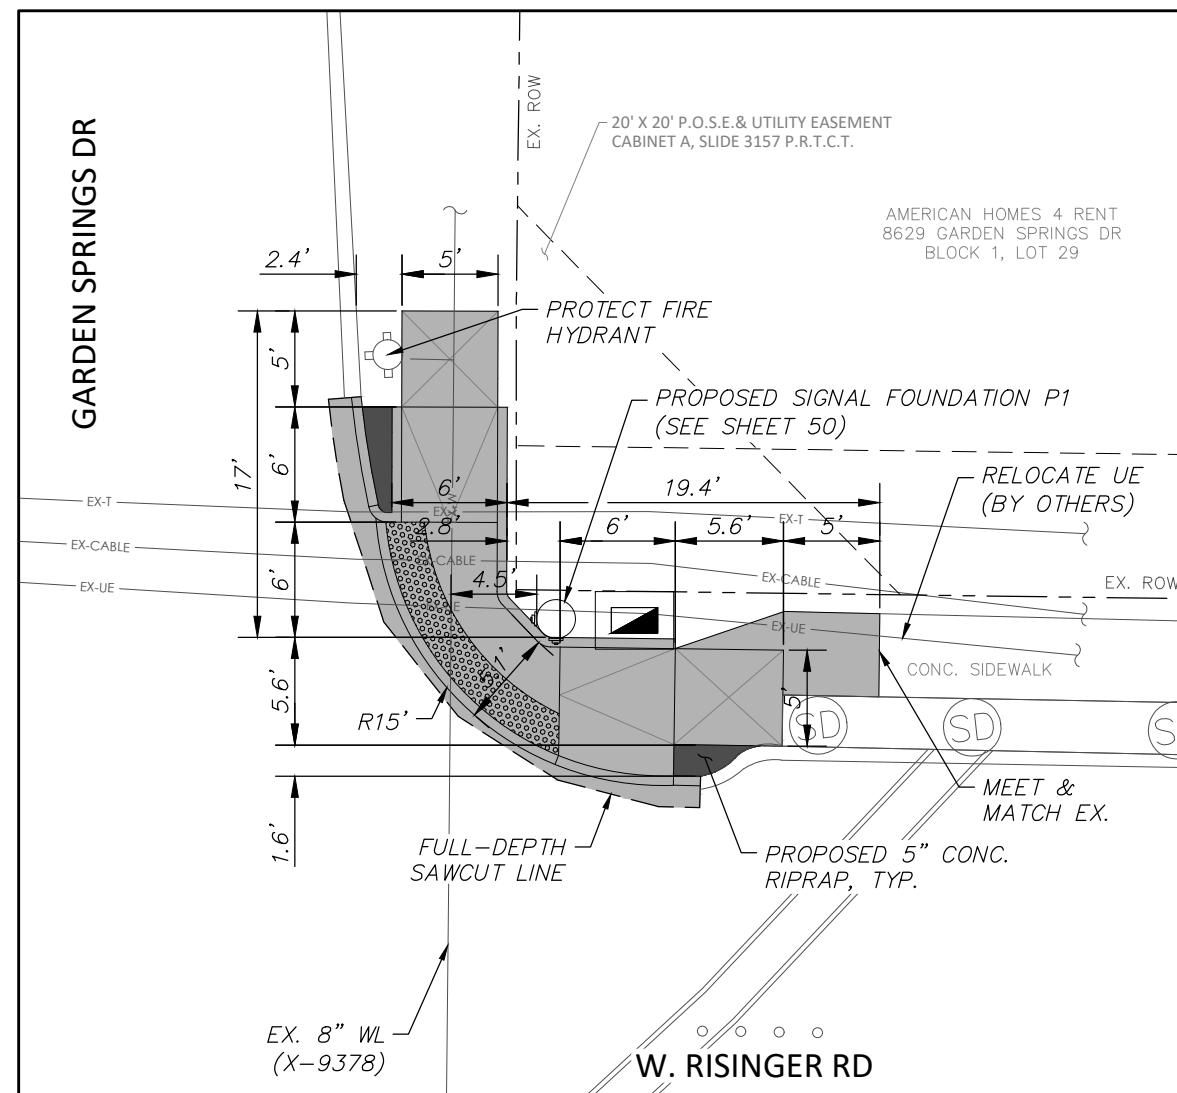 GARDEN SPRINGS DR
EX. ROW
20' X 20' P.O.S.E.& UTILITY EASEMENT
CABINET A, SLIDE 3157 P.R.T.C.T.
AMERICAN HOMES 4 RENT
8629 GARDEN SPRINGS DR
BLOCK 1, LOT 29
2.4'
5'
PROTECT FIRE
HYDRANT
5'
PROPOSED SIGNAL FOUNDATION P1
(SEE SHEET 50)
17'
6'
6'
19.4'
RELOCATE UE
(BY OTHERS)
EX-T
EX-T
2.8'
6'
5.6'
5'
EX-CABLE
EX-CABLE
EX. ROW
EX-UE
4.5'
6'
EX-UE
CONC. SIDEWALK
5.6'
R15'
5'
SD
SD
MEET &
MATCH EX.
1.6'
FULL-DEPTH
SAWCUT LINE
PROPOSED 5" CONC.
RIPRAP, TYP.
EX. 8" WL
(X-9378)
W. RISINGER RD